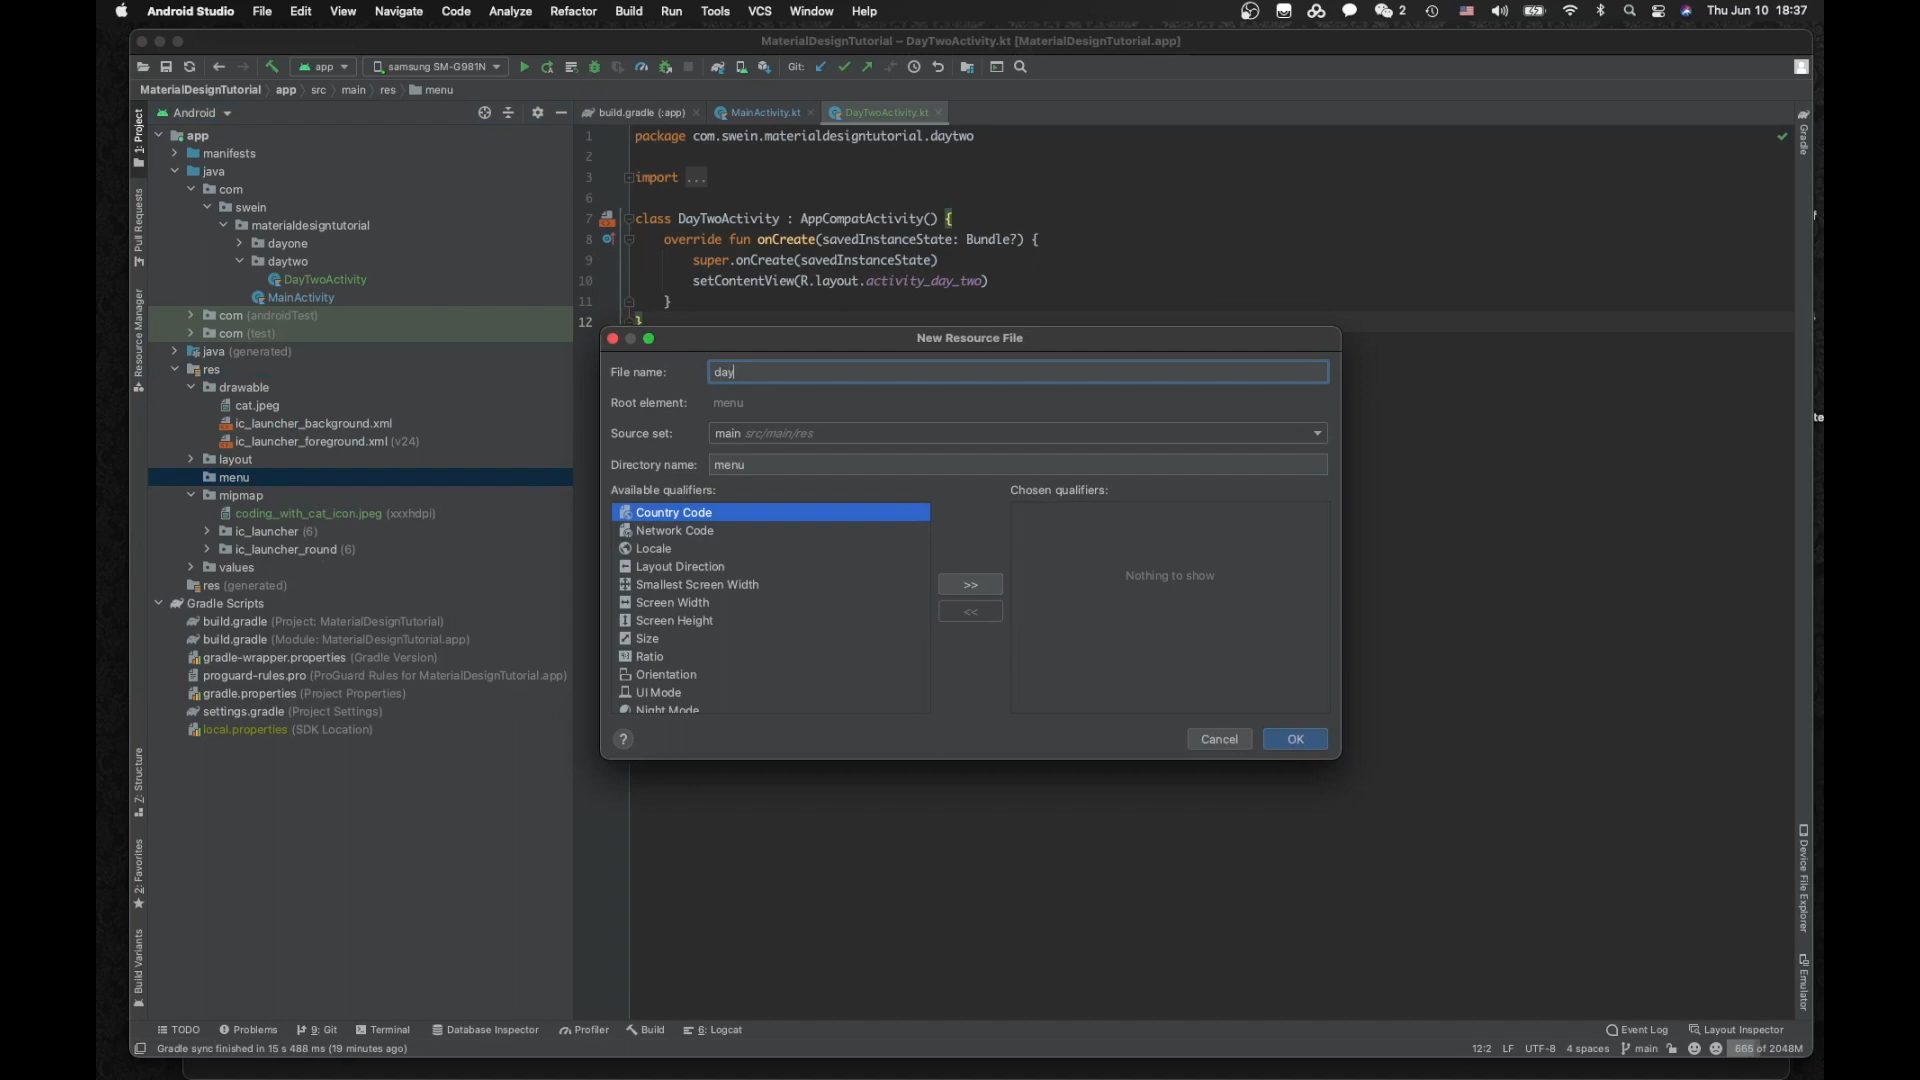 Android Studio File Edit View Navigate Code Analyze Refactor Build Run Tools VCS Window Help 2 Thu Jun 10 18:37
MaterialDesignTutorial – DayTwoActivity.kt [MaterialDesignTutorial.app]
app samsung SM-G981N Git:
MaterialDesignTutorial app src main res menu
Android
build.gradle (:app) MainActivity.kt DayTwoActivity.kt
1: Project
Pull Requests
Resource Manager
Z: Structure
2: Favorites
Build Variants
app
manifests
java
com
swein
materialdesigntutorial
dayone
daytwo
DayTwoActivity
MainActivity
com (androidTest)
com (test)
java (generated)
res
drawable
cat.jpeg
ic_launcher_background.xml
ic_launcher_foreground.xml (v24)
layout
menu
mipmap
coding_with_cat_icon.jpeg (xxxhdpi)
ic_launcher (6)
ic_launcher_round (6)
values
res (generated)
Gradle Scripts
build.gradle (Project: MaterialDesignTutorial)
build.gradle (Module: MaterialDesignTutorial.app)
gradle-wrapper.properties (Gradle Version)
proguard-rules.pro (ProGuard Rules for MaterialDesignTutorial.app)
gradle.properties (Project Properties)
settings.gradle (Project Settings)
local.properties (SDK Location)
1 package com.swein.materialdesigntutorial.daytwo
2
3 import ...
6
7 class DayTwoActivity : AppCompatActivity() {
8 override fun onCreate(savedInstanceState: Bundle?) {
9 super.onCreate(savedInstanceState)
10 setContentView(R.layout.activity_day_two)
11 }
12 }
New Resource File
File name: day
Root element: menu
Source set: main src/main/res
Directory name: menu
Available qualifiers: Chosen qualifiers:
Country Code
Network Code
Locale
Layout Direction
Smallest Screen Width
Screen Width
Screen Height
Size
Ratio
Orientation
UI Mode
Night Mode
>>
<<
Nothing to show
? Cancel OK
Gradle
te
Device File Explorer
Emulator
TODO Problems 9: Git Terminal Database Inspector Profiler Build 6: Logcat Event Log Layout Inspector
Gradle sync finished in 15 s 488 ms (19 minutes ago) 12:2 LF UTF-8 4 spaces main 665 of 2048M